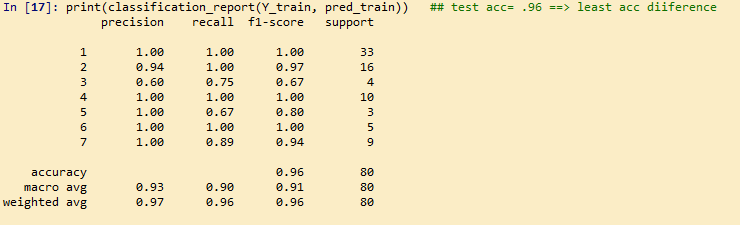 In [17]: print(classification_report(Y_train, pred_train))   ## test acc= .96 ==> least acc diiference
              precision    recall  f1-score   support

           1       1.00      1.00      1.00        33
           2       0.94      1.00      0.97        16
           3       0.60      0.75      0.67         4
           4       1.00      1.00      1.00        10
           5       1.00      0.67      0.80         3
           6       1.00      1.00      1.00         5
           7       1.00      0.89      0.94         9

    accuracy                           0.96        80
   macro avg       0.93      0.90      0.91        80
weighted avg       0.97      0.96      0.96        80